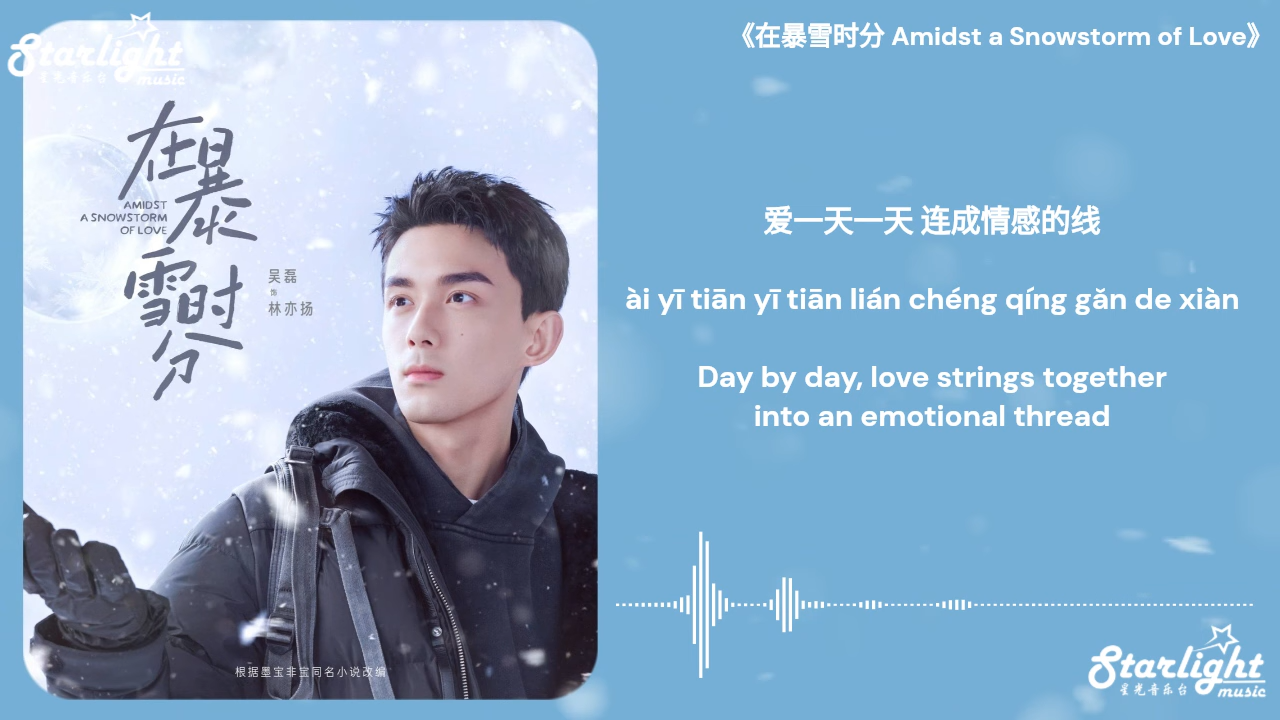 Starlight
星光音乐台 music
《在暴雪时分 Amidst a Snowstorm of Love》
在暴
AMIDST
A SNOWSTORM
OF LOVE
雪时
分
吴磊
饰
林亦扬
根据墨宝非宝同名小说改编
爱一天一天 连成情感的线
ài yī tiān yī tiān lián chéng qíng găn de xiàn
Day by day, love strings together
into an emotional thread
Starlight
星光音乐台 music